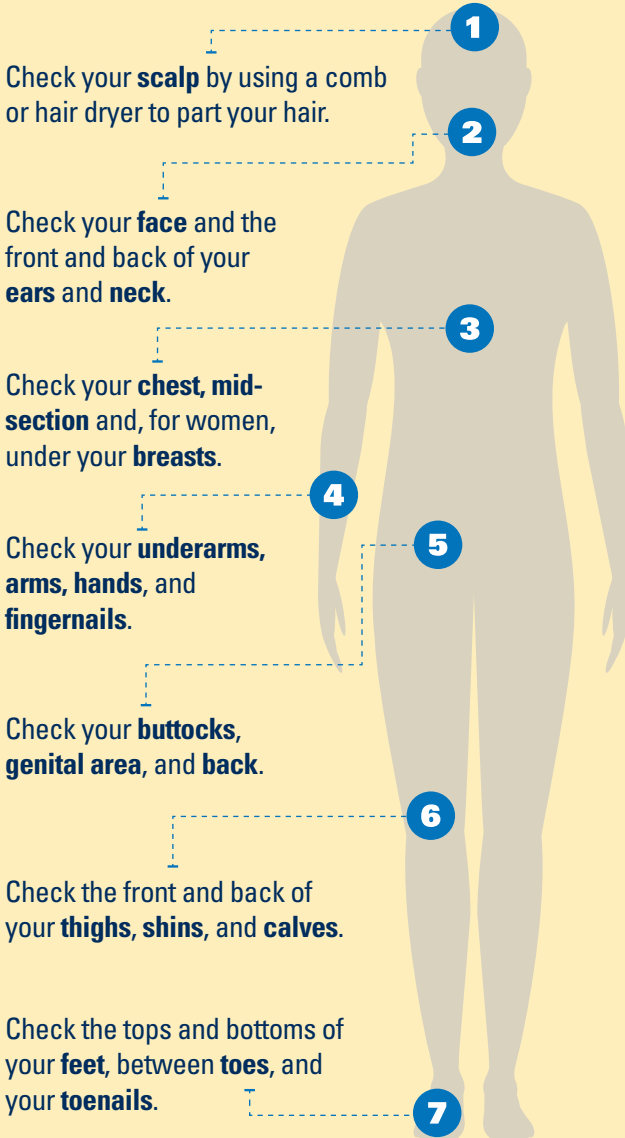 1
Check your scalp by using a comb
or hair dryer to part your hair.
2
Check your face and the
front and back of your
ears and neck.
3
Check your chest, mid-
section and, for women,
under your breasts.
4
Check your underarms,
arms, hands, and
fingernails.
5
Check your buttocks,
genital area, and back.
6
Check the front and back of
your thighs, shins, and calves.
Check the tops and bottoms of
your feet, between toes, and
your toenails.
7